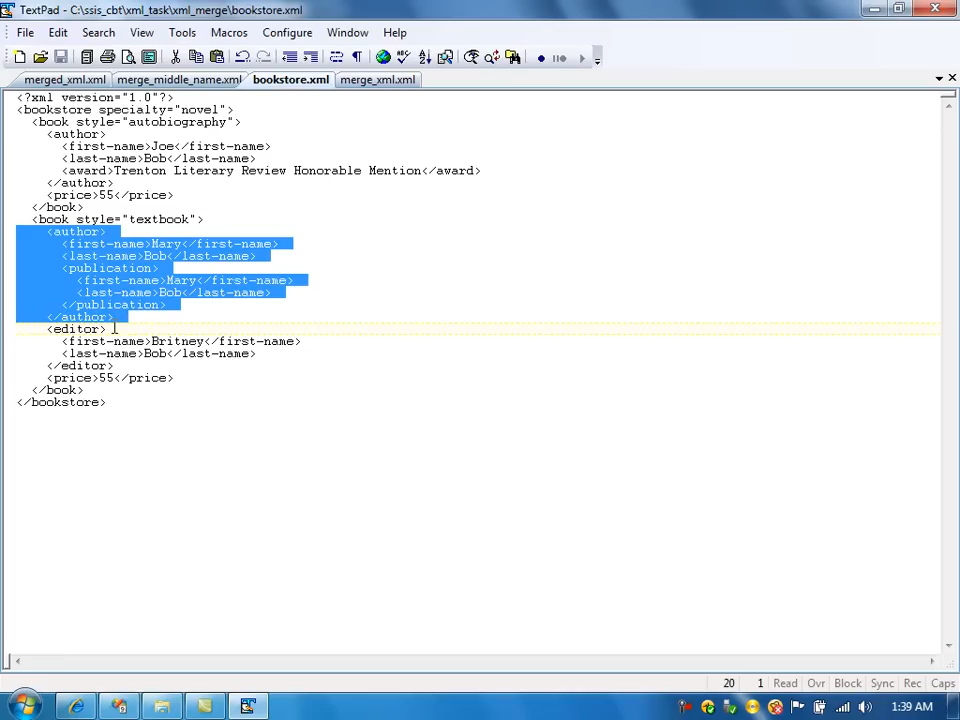 TextPad - C:\ssis_cbt\xml_task\xml_merge\bookstore.xml
File Edit Search View Tools Macros Configure Window Help
merged_xml.xml merge_middle_name.xml bookstore.xml merge_xml.xml
<?xml version="1.0"?>
<bookstore specialty="novel">
<book style="autobiography">
<author>
<first-name>Joe</first-name>
<last-name>Bob</last-name>
<award>Trenton Literary Review Honorable Mention</award>
</author>
<price>55</price>
</book>
<book style="textbook">
<author>
<first-name>Mary</first-name>
<last-name>Bob</last-name>
<publication>
<first-name>Mary</first-name>
<last-name>Bob</last-name>
</publication>
</author>
<editor>
<first-name>Britney</first-name>
<last-name>Bob</last-name>
</editor>
<price>55</price>
</book>
</bookstore>
20 1 Read Ovr Block Sync Rec Caps
1:39 AM